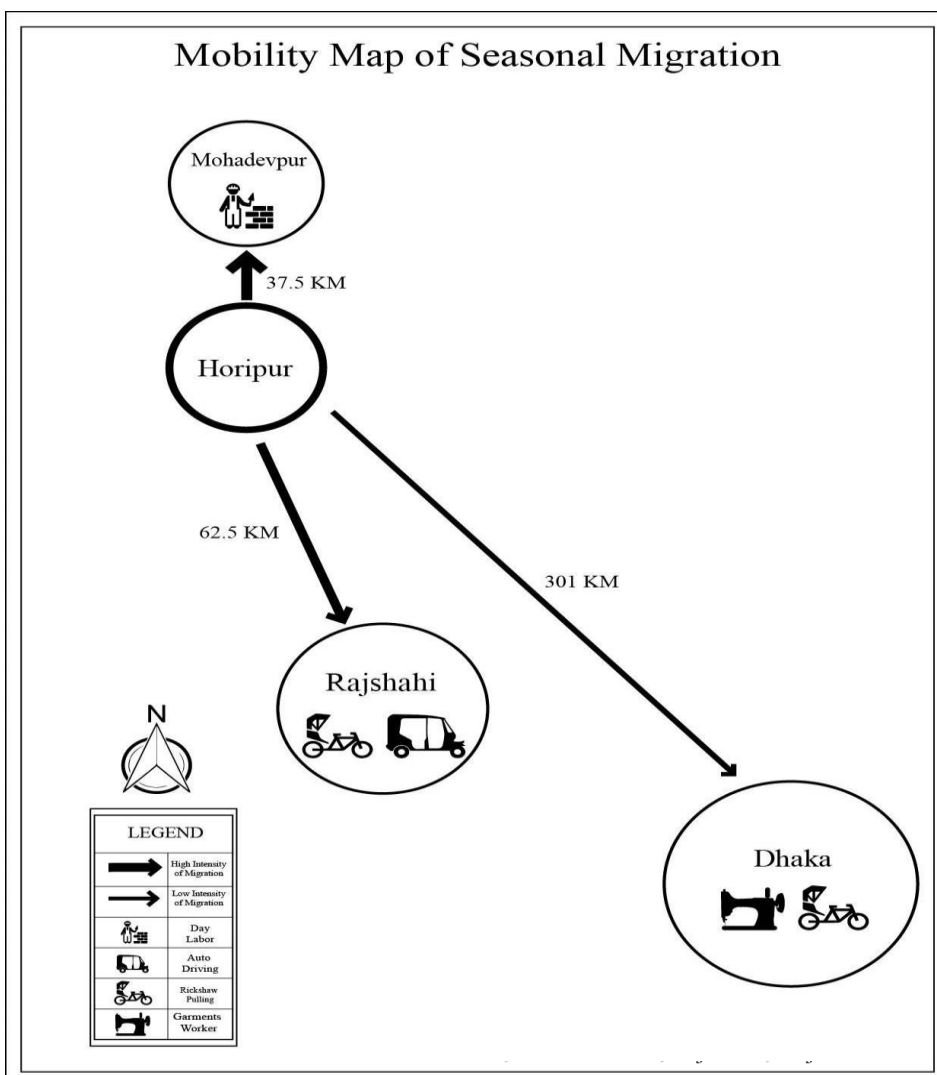 Mobility Map of Seasonal Migration
Mohadevpur
37.5 KM
Horipur
62.5 KM
301 KM
Rajshahi
Dhaka
N
LEGEND
High Intensity
of Migration
Low Intensity
of Migration
Day
Labor
Auto
Driving
Rickshaw
Pulling
Garments
Worker